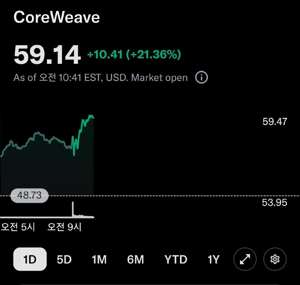 CoreWeave
59.14 +10.41 (+21.36%)
As of 오전 10:41 EST, USD. Market open
59.47
48.73
53.95
오전 5시 오전 9시
1D 5D 1M 6M YTD 1Y